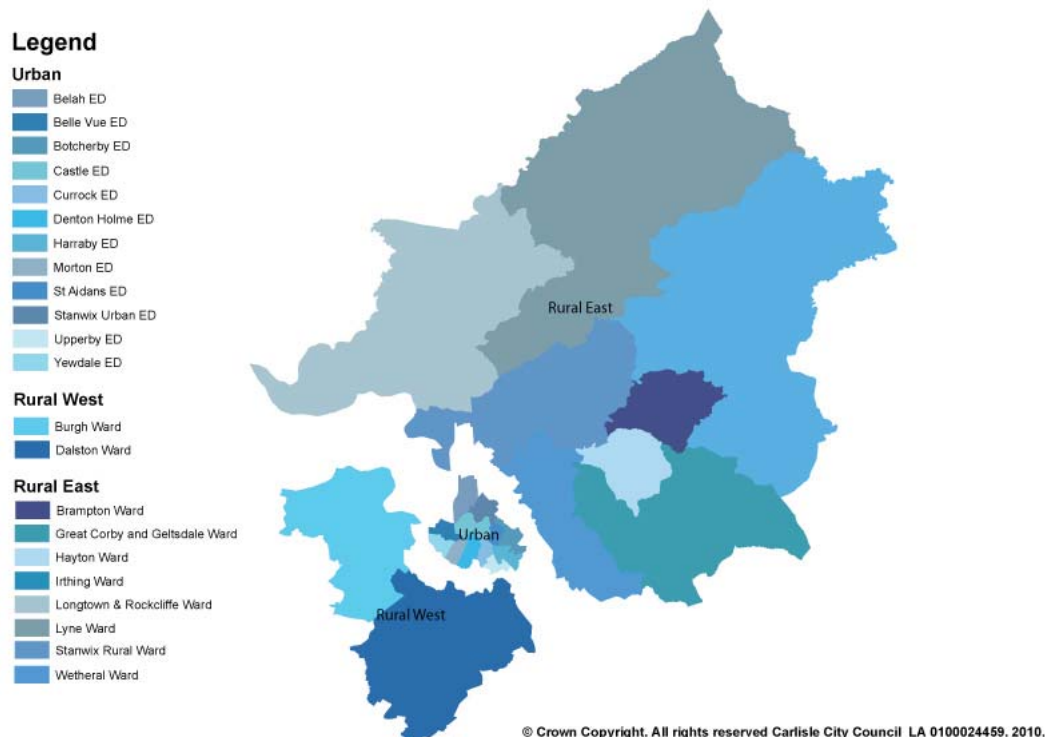 Legend
Urban
Belah ED
Belle Vue ED
Botcherby ED
Castle ED
Currock ED
Denton Holme ED
Harraby ED
Morton ED
St Aidans ED
Stanwix Urban ED
Upperby ED
Yewdale ED
Rural West
Burgh Ward
Dalston Ward
Rural East
Brampton Ward
Great Corby and Geltsdale Ward
Hayton Ward
Irthing Ward
Longtown & Rockcliffe Ward
Lyne Ward
Stanwix Rural Ward
Wetheral Ward
Rural East
Urban
Rural West
© Crown Copyright. All rights reserved Carlisle City Council LA 0100024459, 2010.